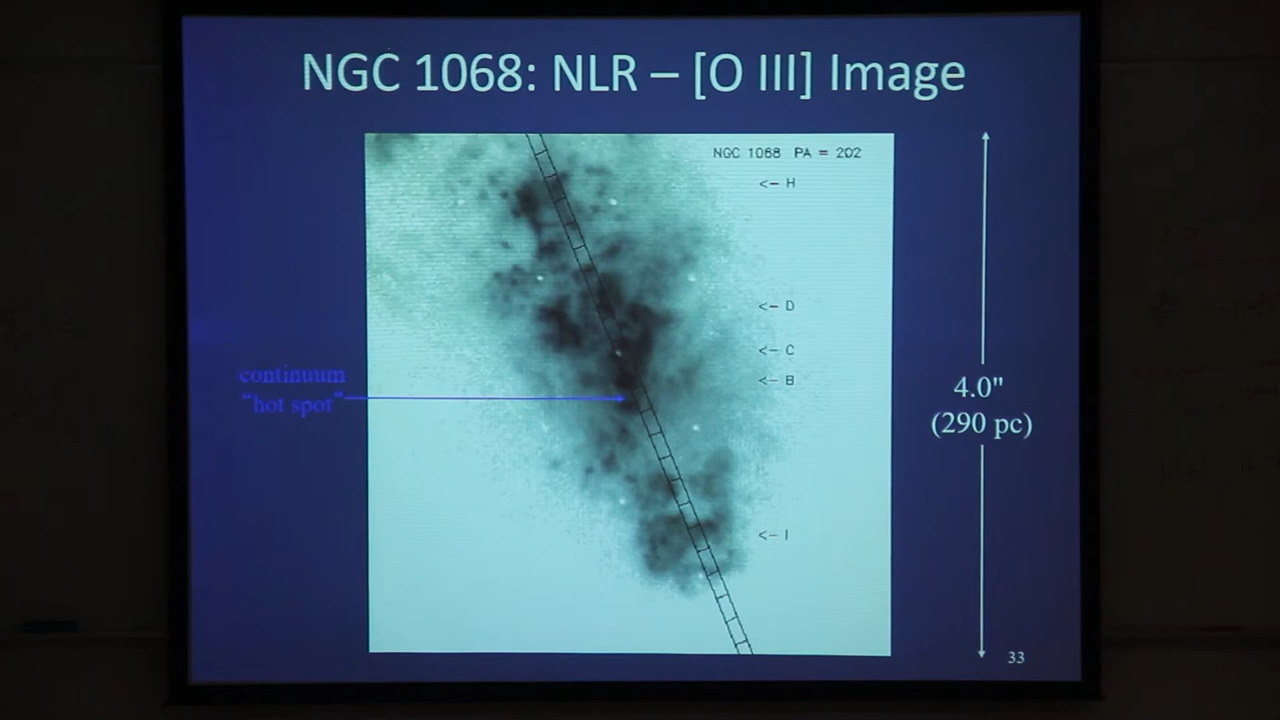 NGC 1068: NLR – [O III] Image
NGC 1068 PA = 202
<– H
<– D
<– C
<– B
<– I
continuum
“hot spot”
4.0"
(290 pc)
33